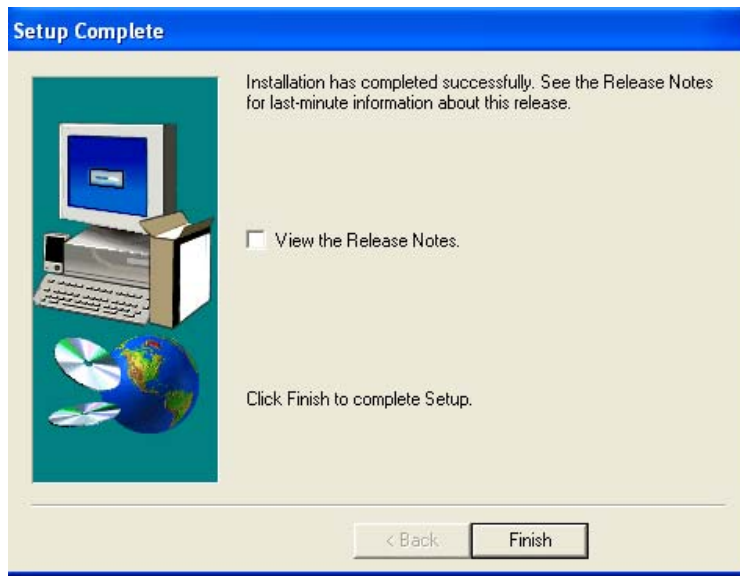 Setup Complete
Installation has completed successfully. See the Release Notes
for last-minute information about this release.
View the Release Notes.
Click Finish to complete Setup.
< Back
Finish